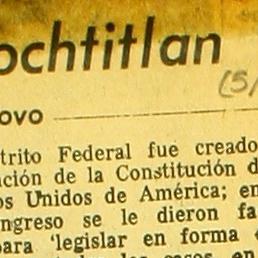 ochtitlan
(5/
ovo
trito Federal fue creado
ción de la Constitución d
os Unidos de América; en
ngreso se le dieron fa
para 'legislar en forma